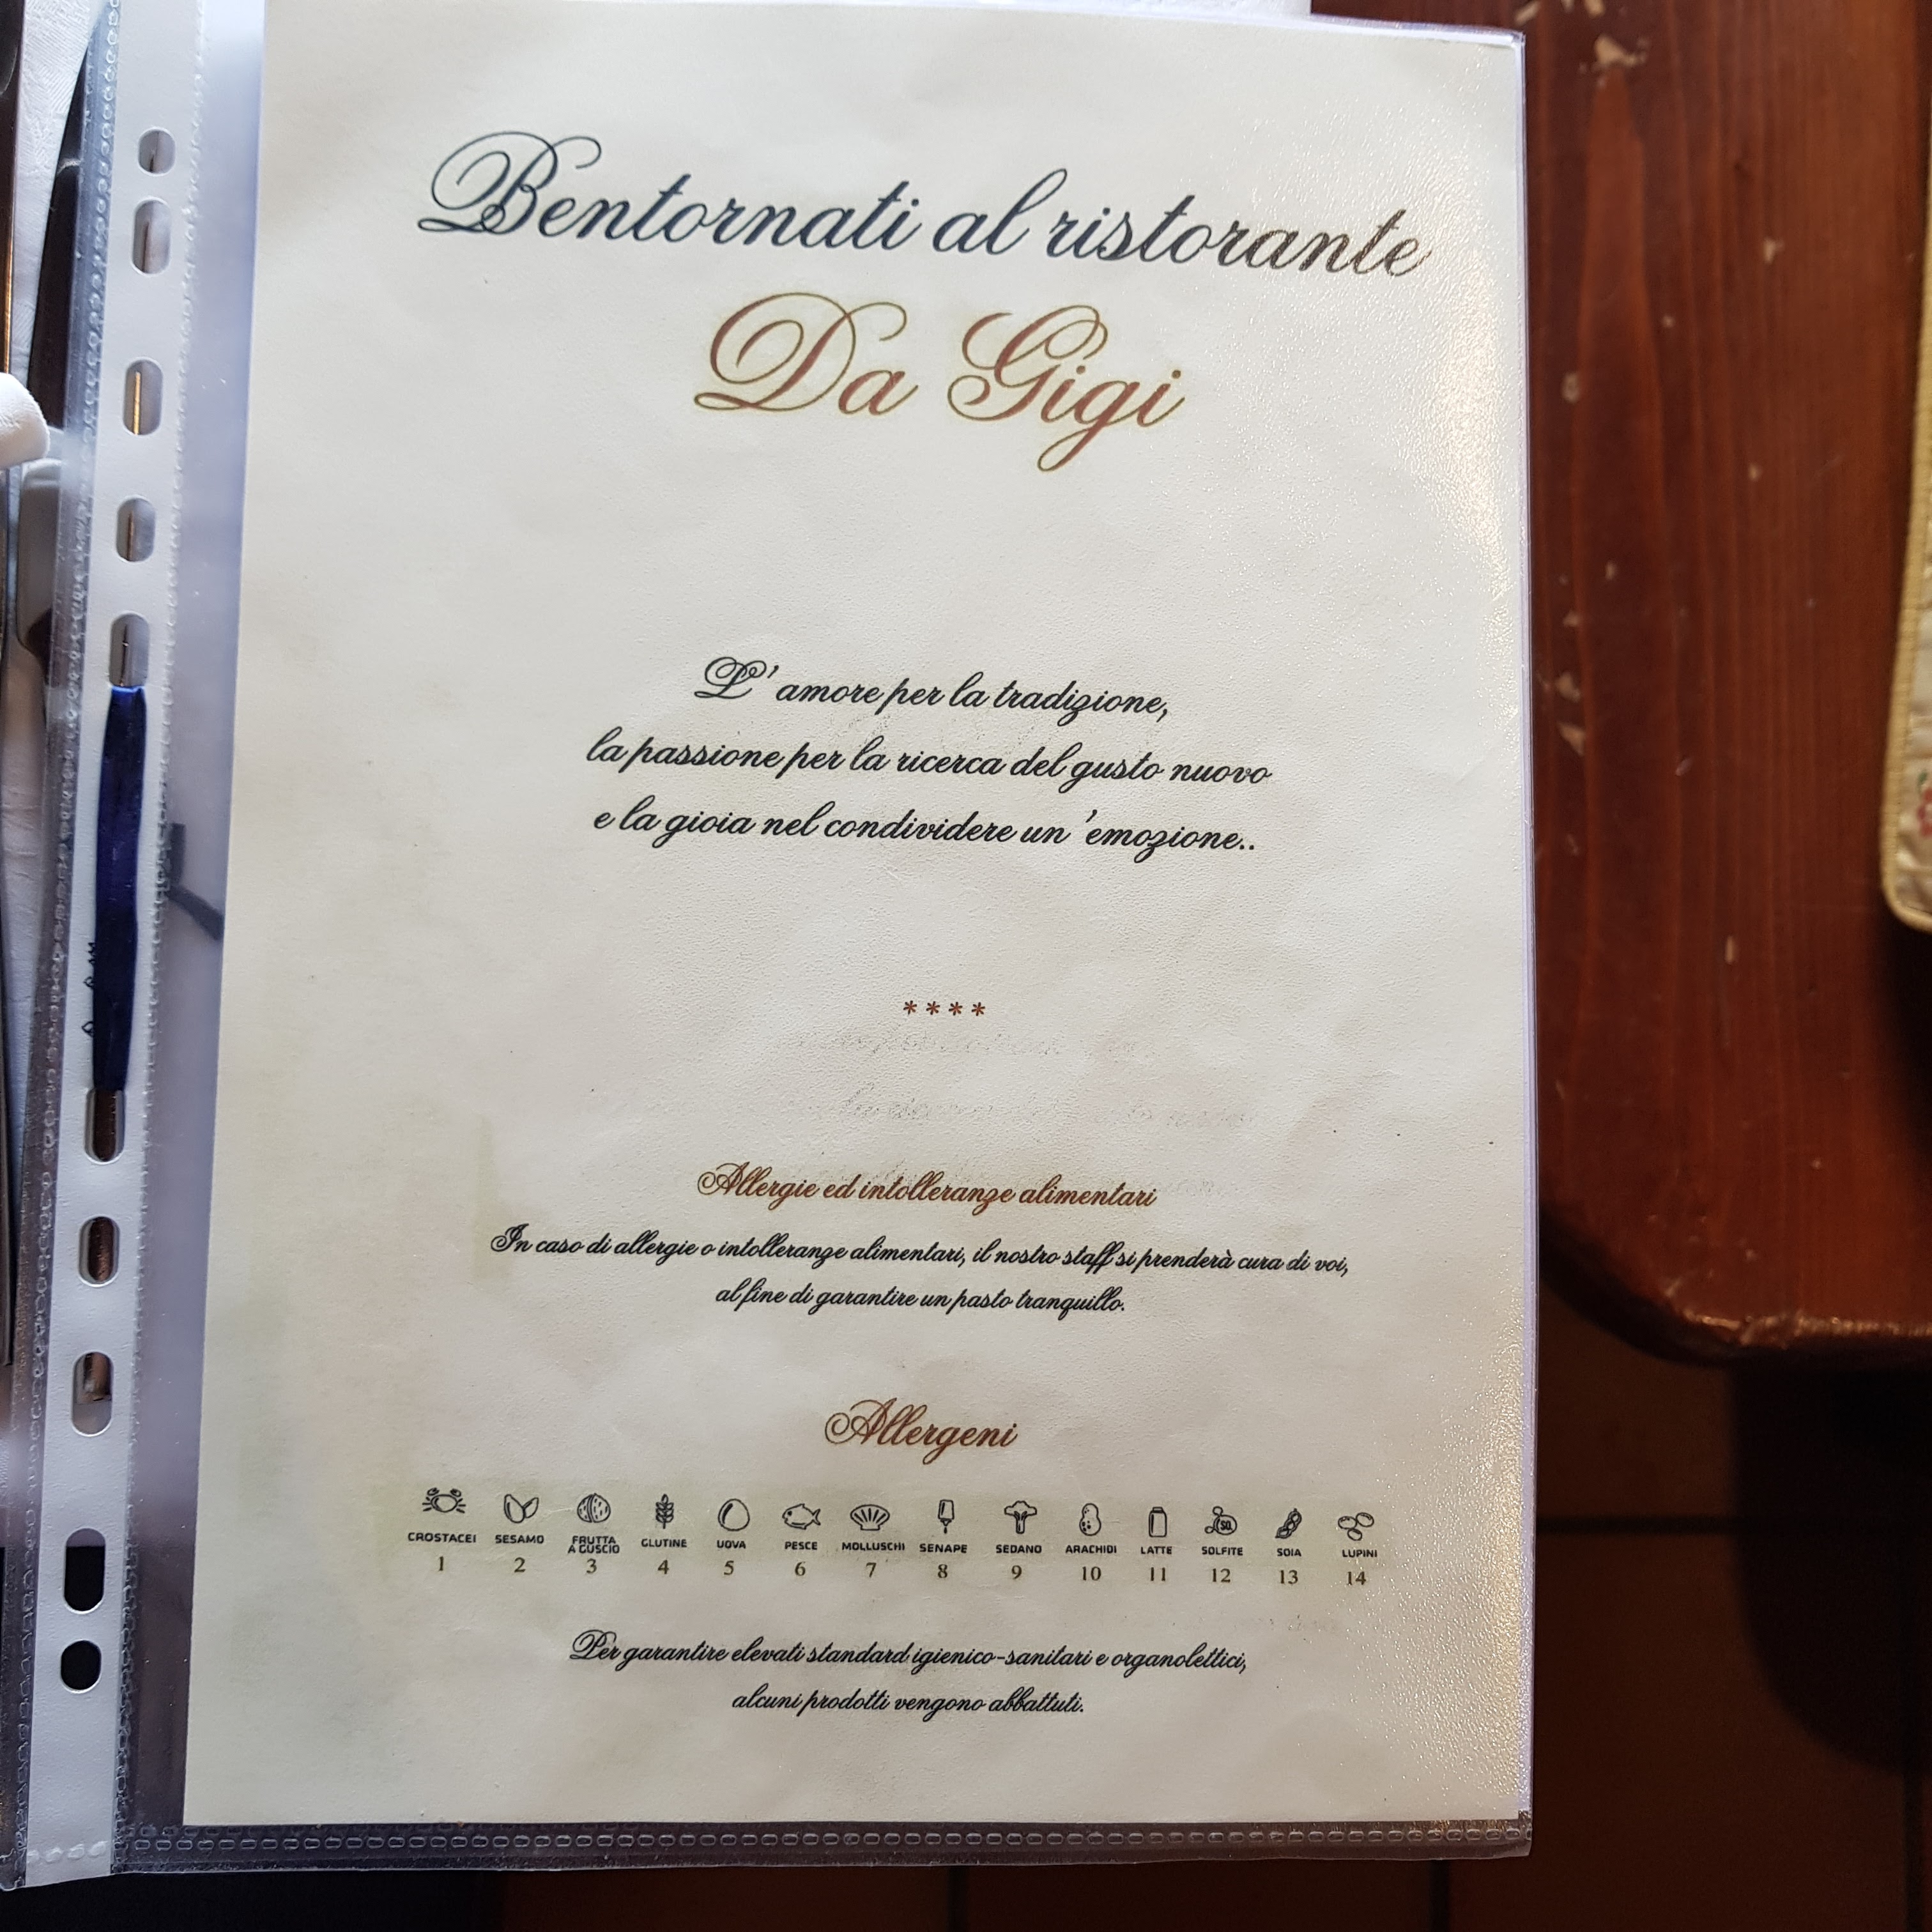 Bentornati al ristorante
Da Gigi
L' amore per la tradizione,
la passione per la ricerca del gusto nuovo
e la gioia nel condividere un 'emozione..
****
Allergie ed intolleranze alimentari
In caso di allergie o intolleranze alimentari, il nostro staff si prenderà cura di voi,
al fine di garantire un pasto tranquillo.
Allergeni
CROSTACEI SESAMO FRUTTA A GUSCIO GLUTINE UOVA PESCE MOLLUSCHI SENAPE SEDANO ARACHIDI LATTE SOLFITE SOIA LUPINI
1 2 3 4 5 6 7 8 9 10 11 12 13 14
Per garantire elevati standard igienico-sanitari e organolettici,
alcuni prodotti vengono abbattuti.